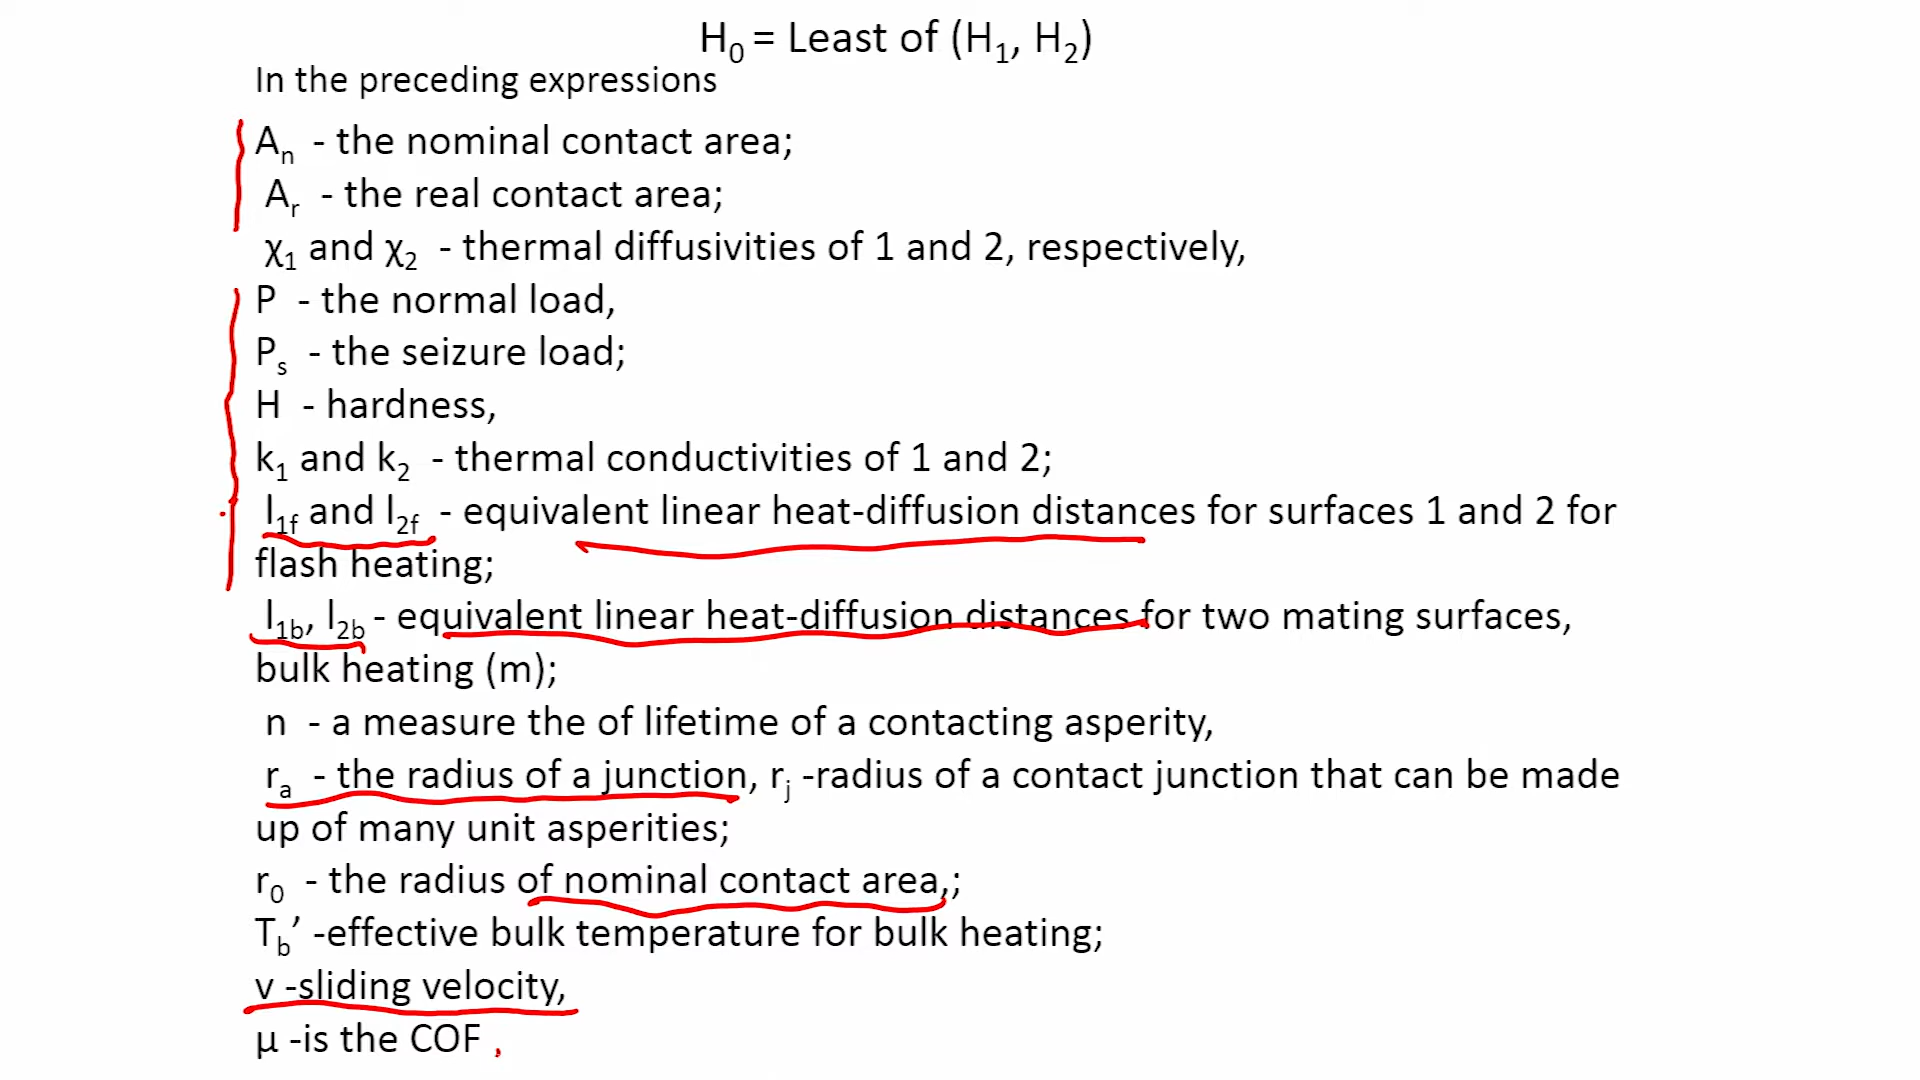 H₀ = Least of (H₁, H₂)
In the preceding expressions
Aₙ - the nominal contact area;
Aᵣ - the real contact area;
χ₁ and χ₂ - thermal diffusivities of 1 and 2, respectively,
P - the normal load,
Pₛ - the seizure load;
H - hardness,
k₁ and k₂ - thermal conductivities of 1 and 2;
l1f and l2f - equivalent linear heat-diffusion distances for surfaces 1 and 2 for
flash heating;
l1b, l2b - equivalent linear heat-diffusion distances for two mating surfaces,
bulk heating (m);
n - a measure the of lifetime of a contacting asperity,
rₐ - the radius of a junction, rⱼ -radius of a contact junction that can be made
up of many unit asperities;
r₀ - the radius of nominal contact area,;
Tb’ -effective bulk temperature for bulk heating;
v -sliding velocity,
μ -is the COF